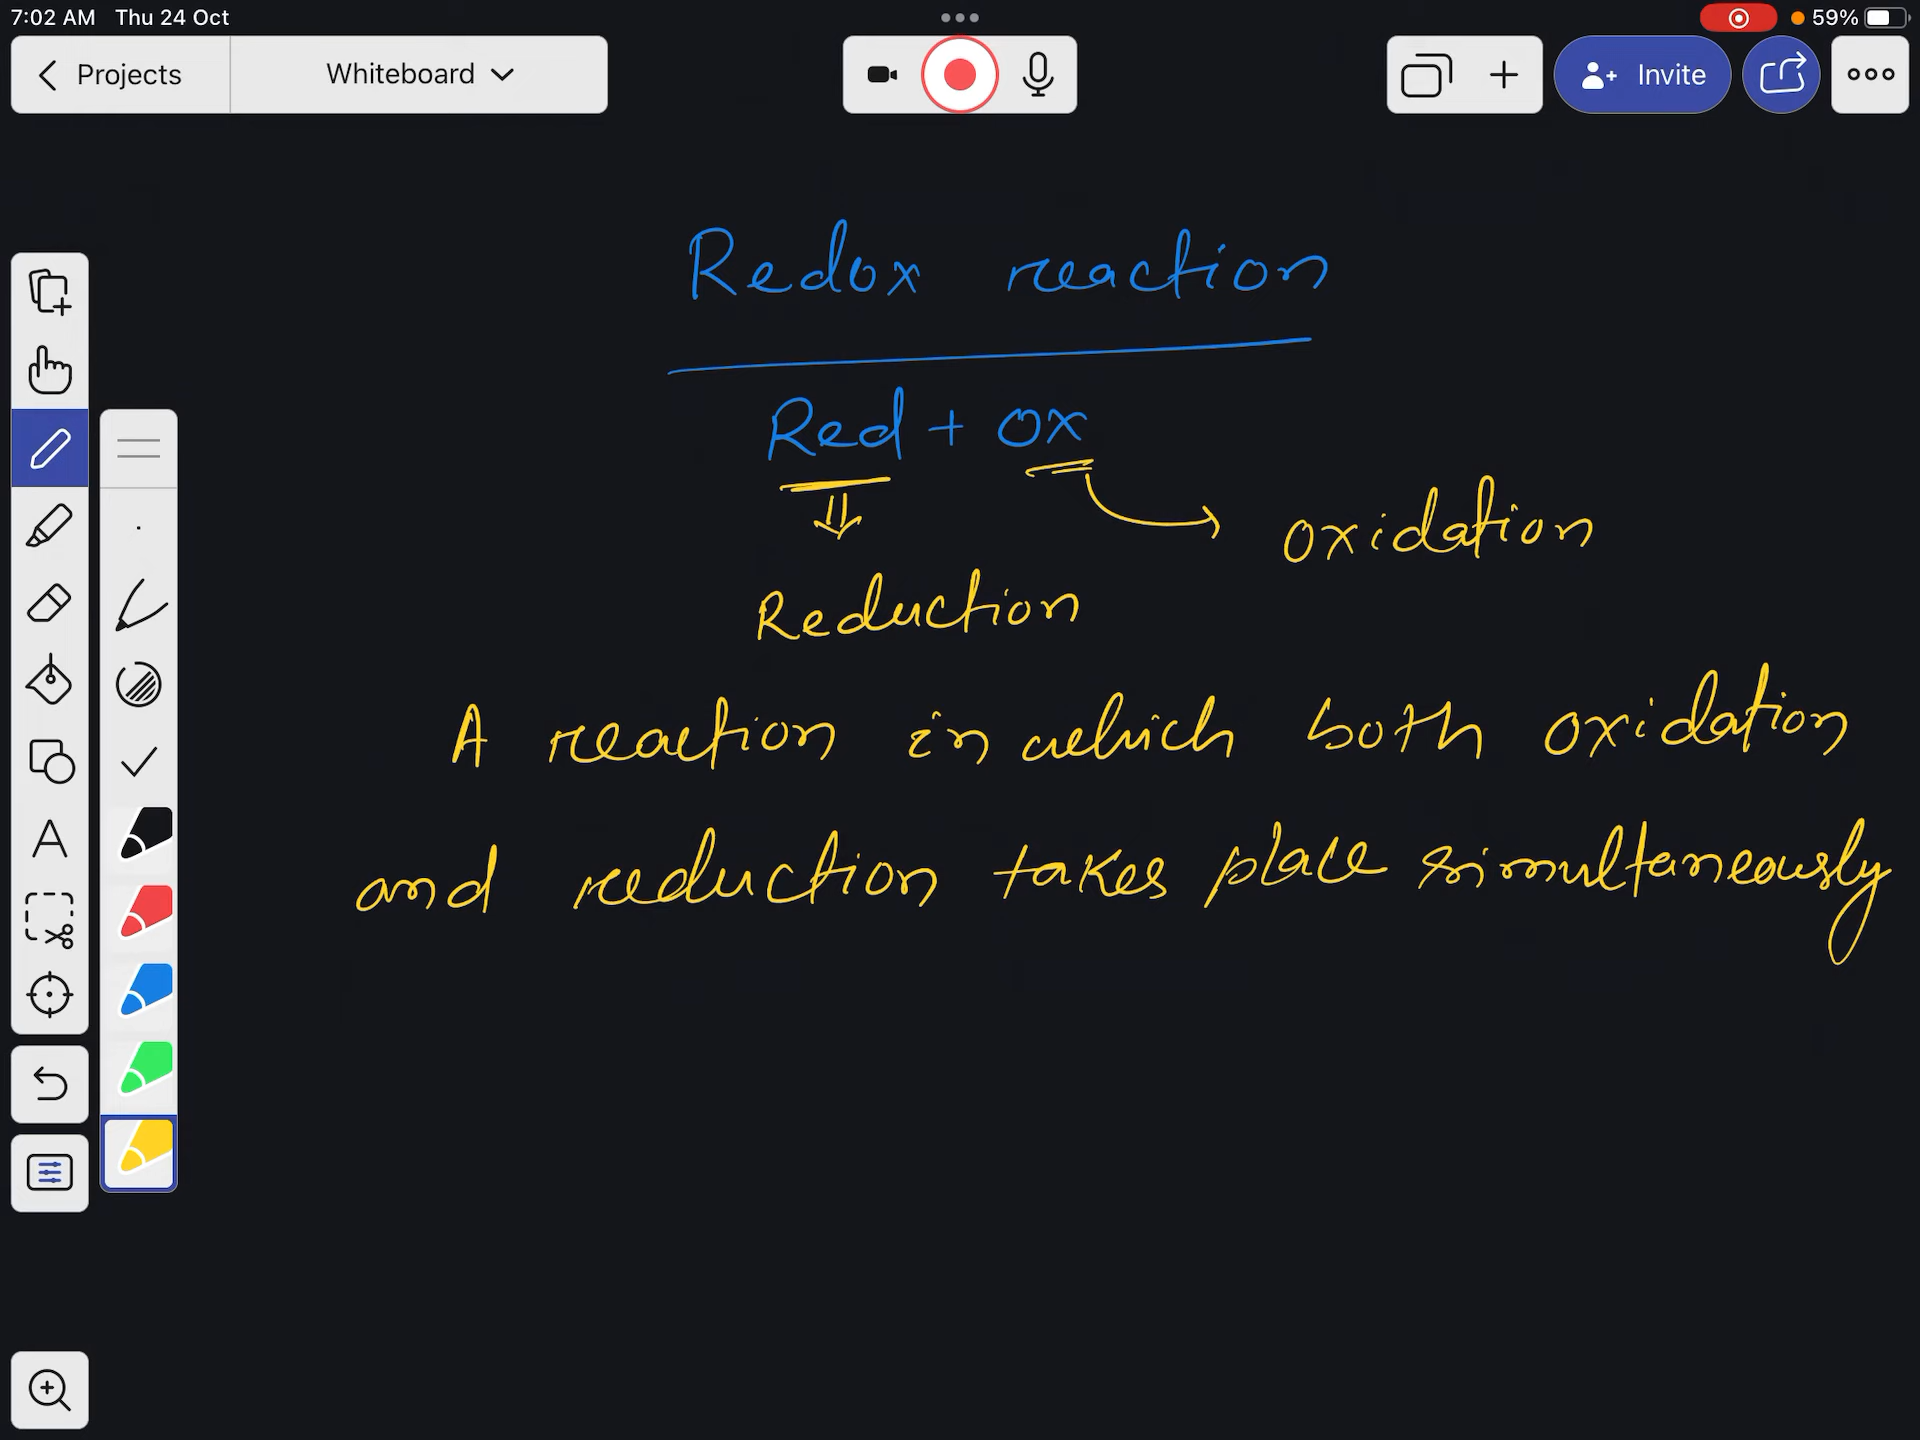 7:02 AM Thu 24 Oct
59%
Projects
Whiteboard
Invite
Redox reaction
Red + ox
oxidation
Reduction
A reaction in which both oxidation
and reduction takes place simultaneously